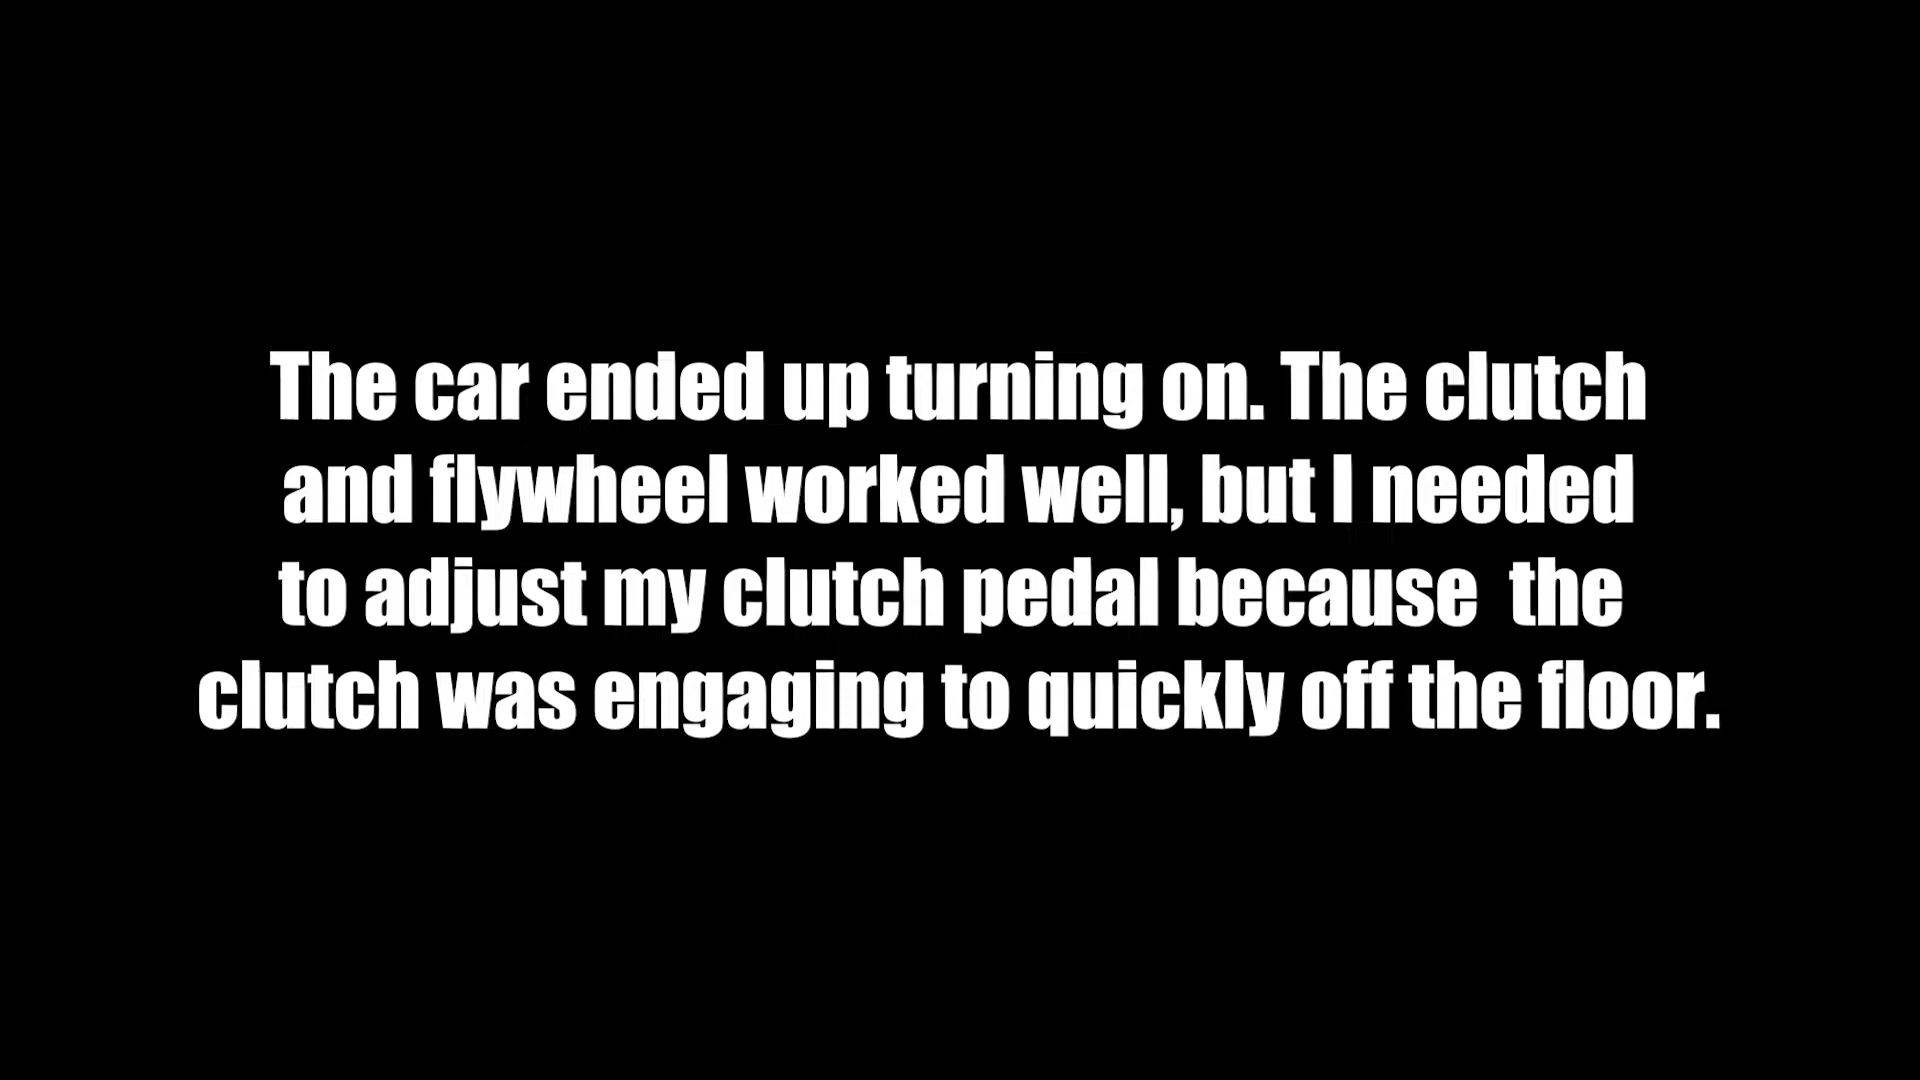 The car ended up turning on. The clutch
and flywheel worked well, but I needed
to adjust my clutch pedal because  the
clutch was engaging to quickly off the floor.